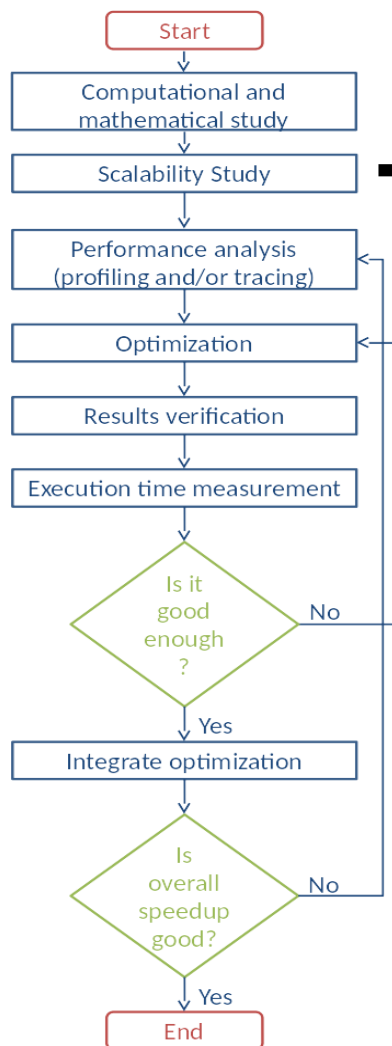 Start
Computational and
mathematical study
Scalability Study
Performance analysis
(profiling and/or tracing)
Optimization
Results verification
Execution time measurement
Is it
good
enough
?
No
Yes
Integrate optimization
Is
overall
speedup
good?
No
Yes
End